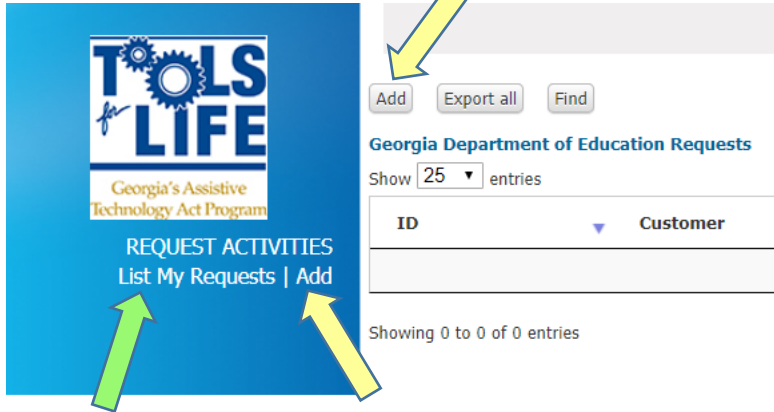 TOOLS
for
LIFE
Georgia's Assistive
Technology Act Program
REQUEST ACTIVITIES
List My Requests | Add
Add Export all Find
Georgia Department of Education Requests
Show 25 entries
ID Customer
Showing 0 to 0 of 0 entries